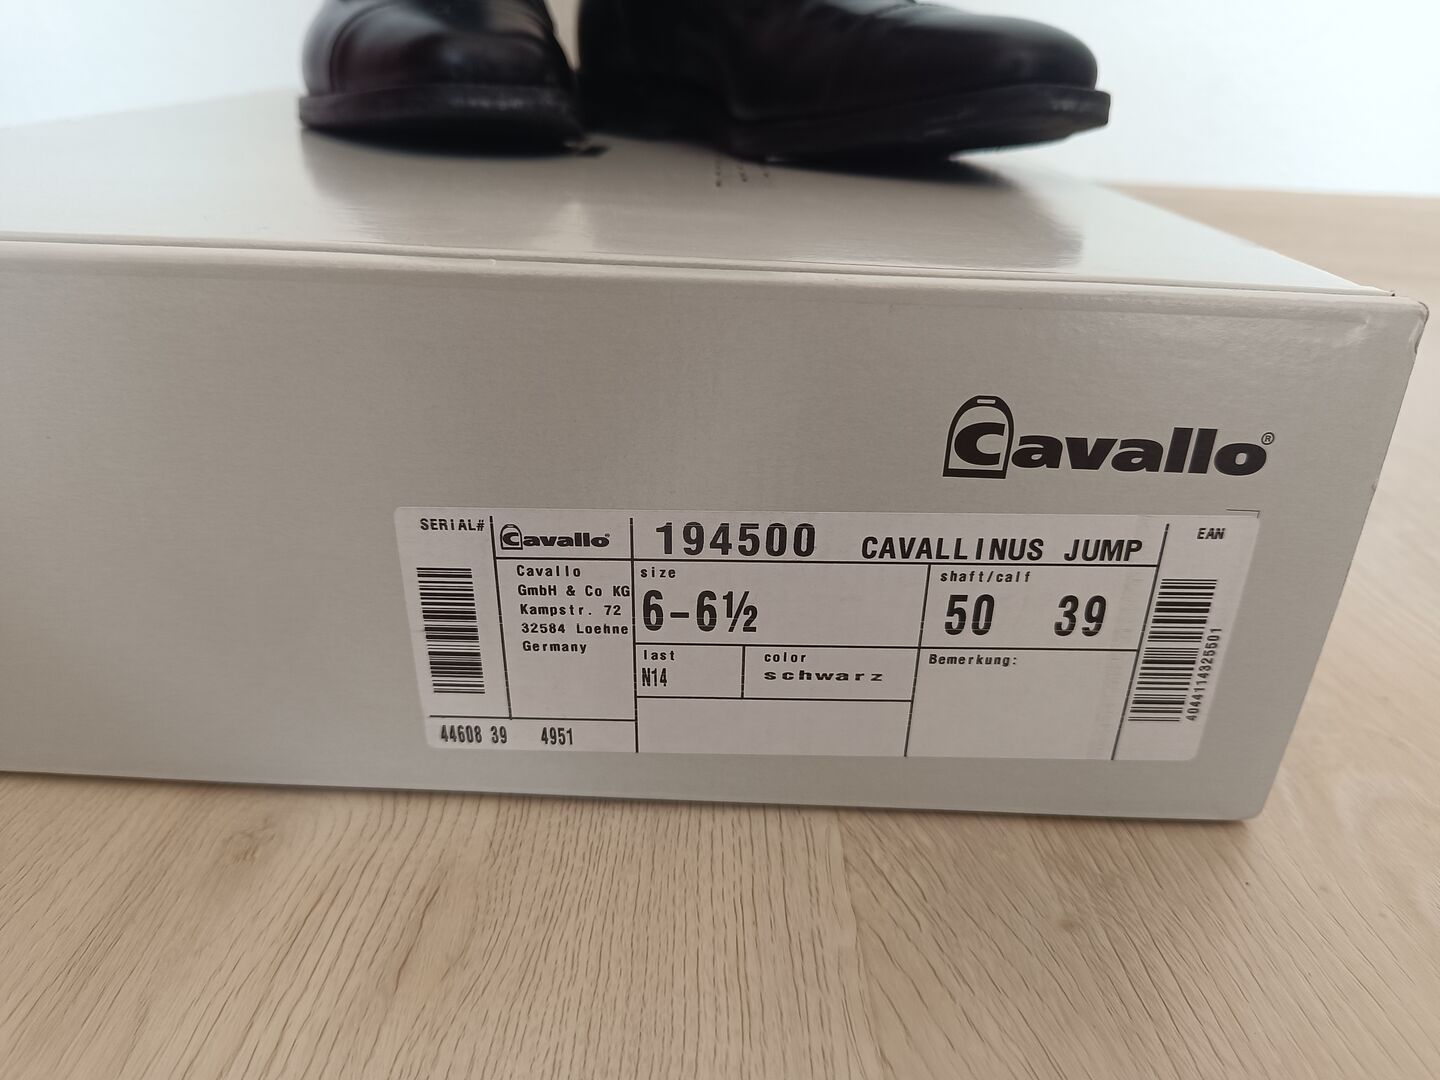 Cavallo®
SERiAL#
Cavallo®
194500 CAVALLINUS JUMP
EAN
Cavallo
GmbH & Co KG
Kampstr. 72
32584 Loehne
Germany
size
6-6½
shaft/calf
50 39
last
N14
color
schwarz
Bemerkung:
44608 39 4951
4044114325501